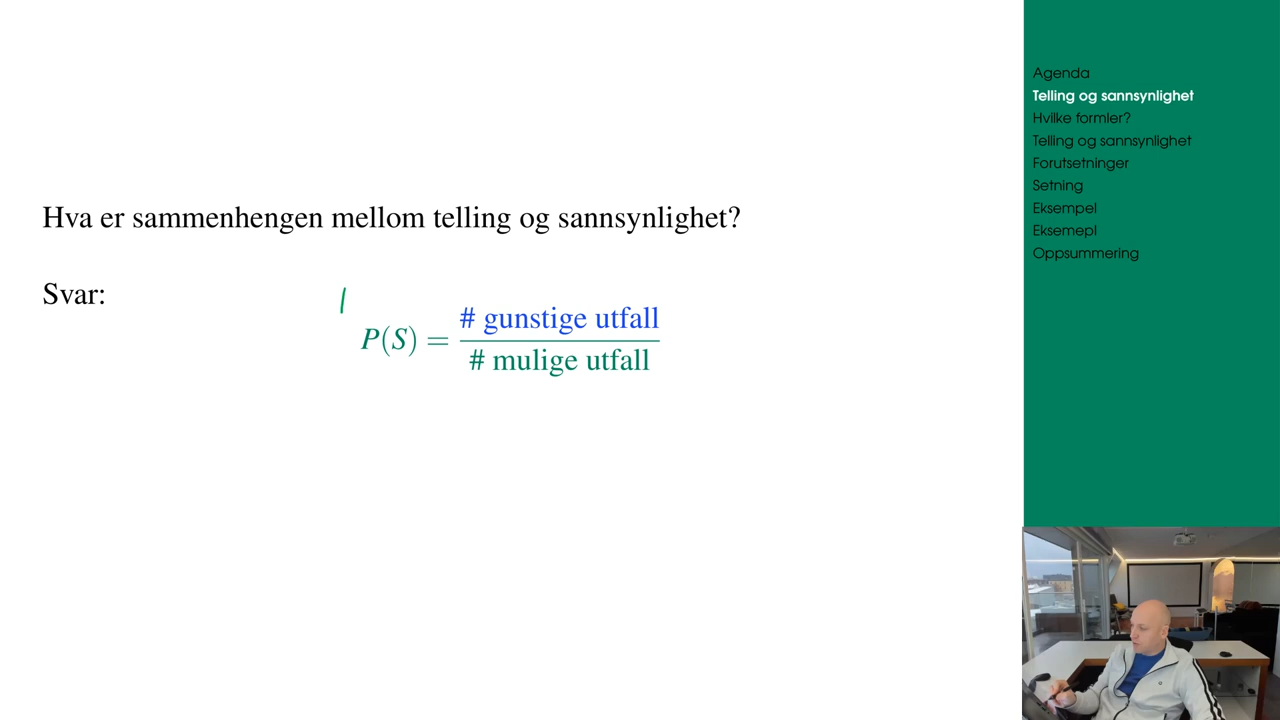 Hva er sammenhengen mellom telling og sannsynlighet?
Svar:
P(S) = # gunstige utfall / # mulige utfall
Agenda
Telling og sannsynlighet
Hvilke formler?
Telling og sannsynlighet
Forutsetninger
Setning
Eksempel
Eksemepl
Oppsummering